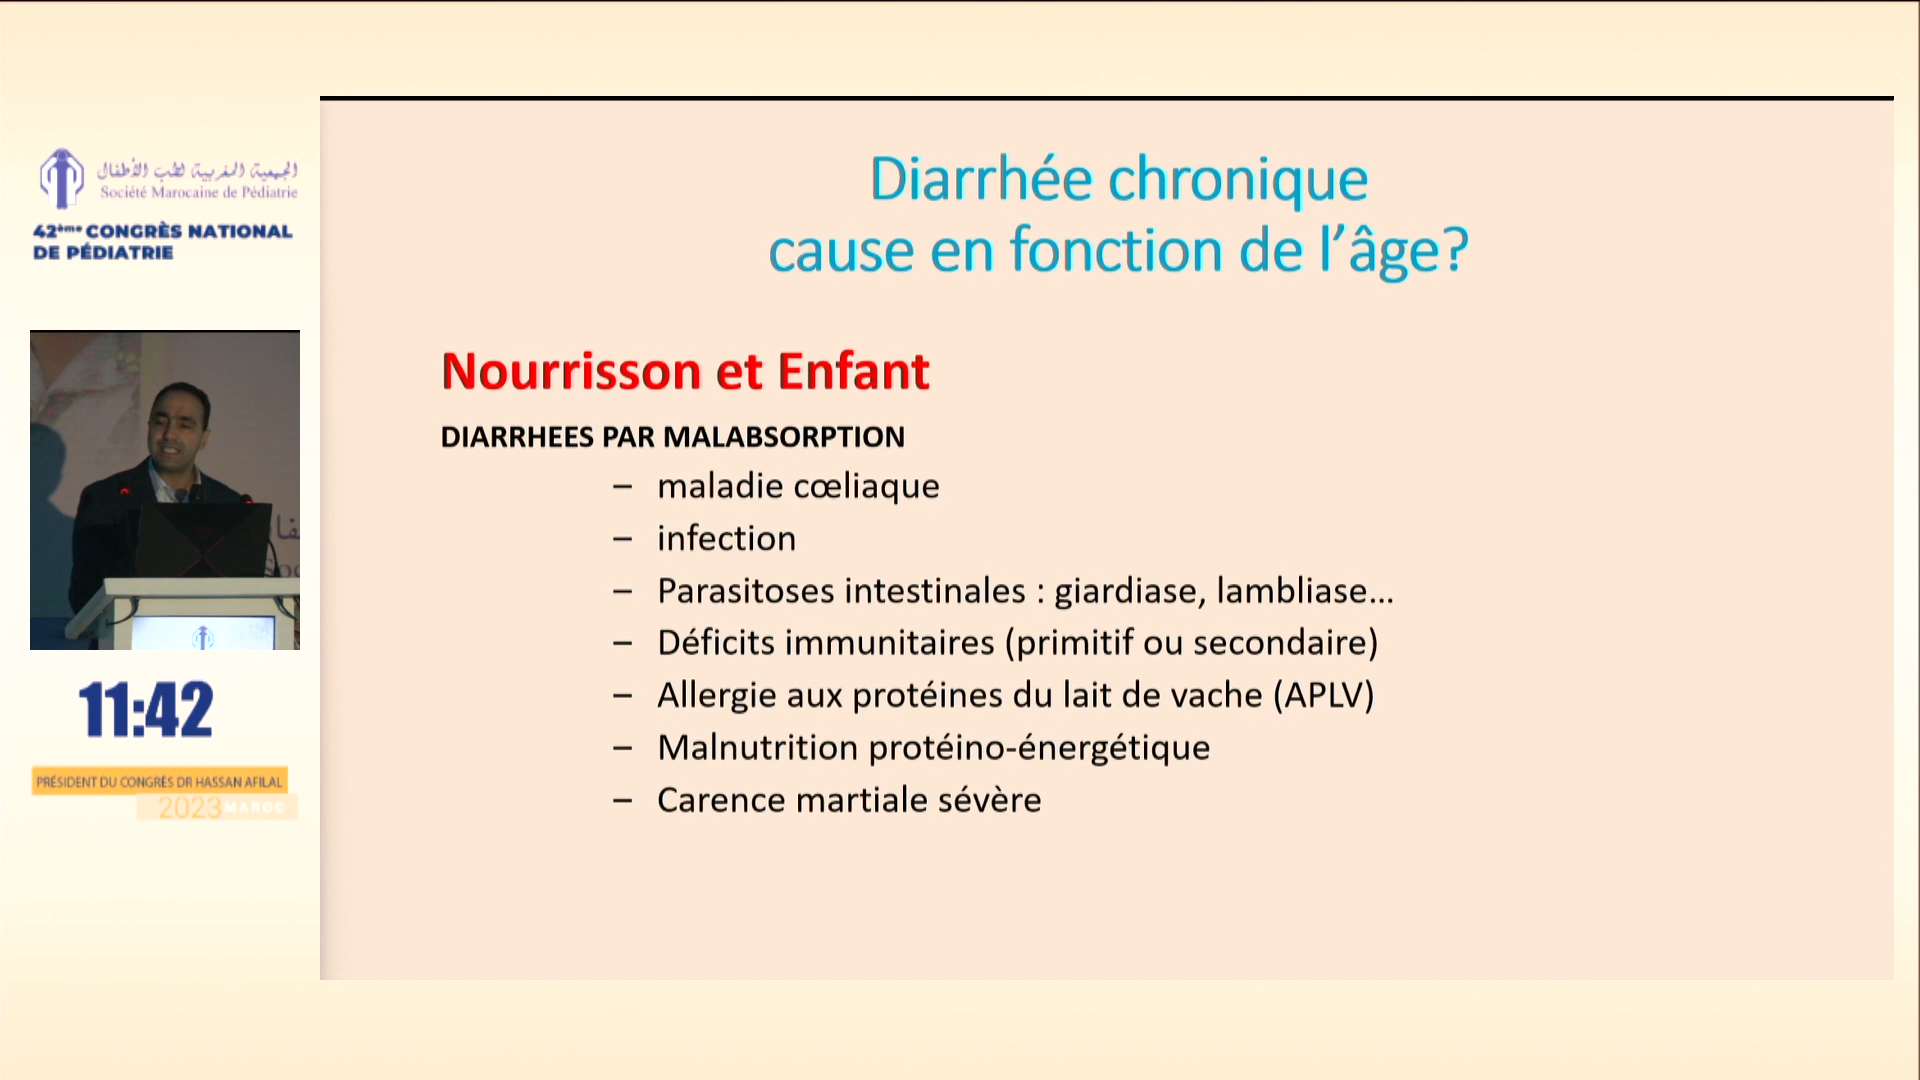 الجمعية المغربية لطب الأطفال
Société Marocaine de Pédiatrie
42ème CONGRÈS NATIONAL
DE PÉDIATRIE
11:42
PRÉSIDENT DU CONGRÈS DR HASSAN AFILAL
2023 MAROC
Diarrhée chronique
cause en fonction de l’âge?
Nourrisson et Enfant
DIARRHEES PAR MALABSORPTION
– maladie cœliaque
– infection
– Parasitoses intestinales : giardiase, lambliase…
– Déficits immunitaires (primitif ou secondaire)
– Allergie aux protéines du lait de vache (APLV)
– Malnutrition protéino-énergétique
– Carence martiale sévère